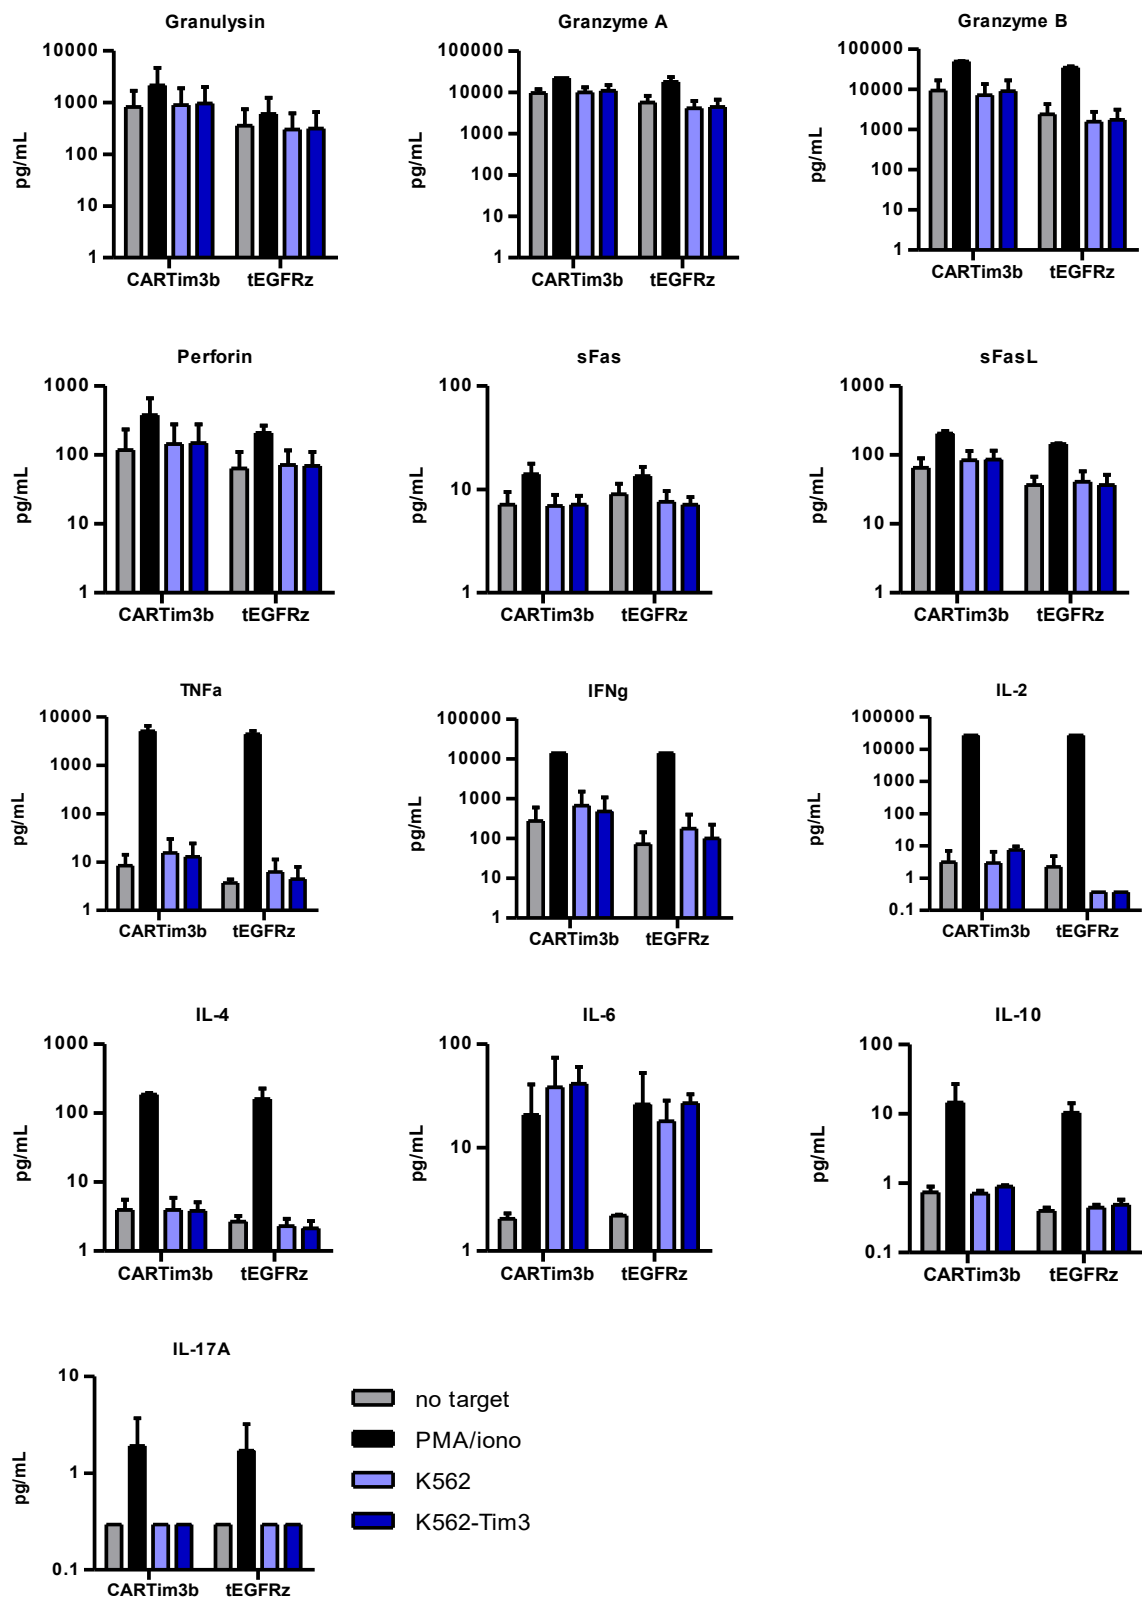 Granulysin
Granzyme A
Granzyme B
10000
1000
100
10
1
pg/mL
CARTim3b tEGFRz
100000
10000
1000
100
10
1
pg/mL
CARTim3b tEGFRz
100000
10000
1000
100
10
1
pg/mL
CARTim3b tEGFRz
Perforin
sFas
sFasL
1000
100
10
1
pg/mL
CARTim3b tEGFRz
100
10
1
pg/mL
CARTim3b tEGFRz
1000
100
10
1
pg/mL
CARTim3b tEGFRz
TNFa
IFNg
IL-2
10000
1000
100
10
1
pg/mL
CARTim3b tEGFRz
100000
10000
1000
100
10
1
pg/mL
CARTim3b tEGFRz
100000
10000
1000
100
10
1
0.1
pg/mL
CARTim3b tEGFRz
IL-4
IL-6
IL-10
1000
100
10
1
pg/mL
CARTim3b tEGFRz
100
10
1
pg/mL
CARTim3b tEGFRz
100
10
1
0.1
pg/mL
CARTim3b tEGFRz
IL-17A
10
1
0.1
pg/mL
CARTim3b tEGFRz
no target
PMA/iono
K562
K562-Tim3